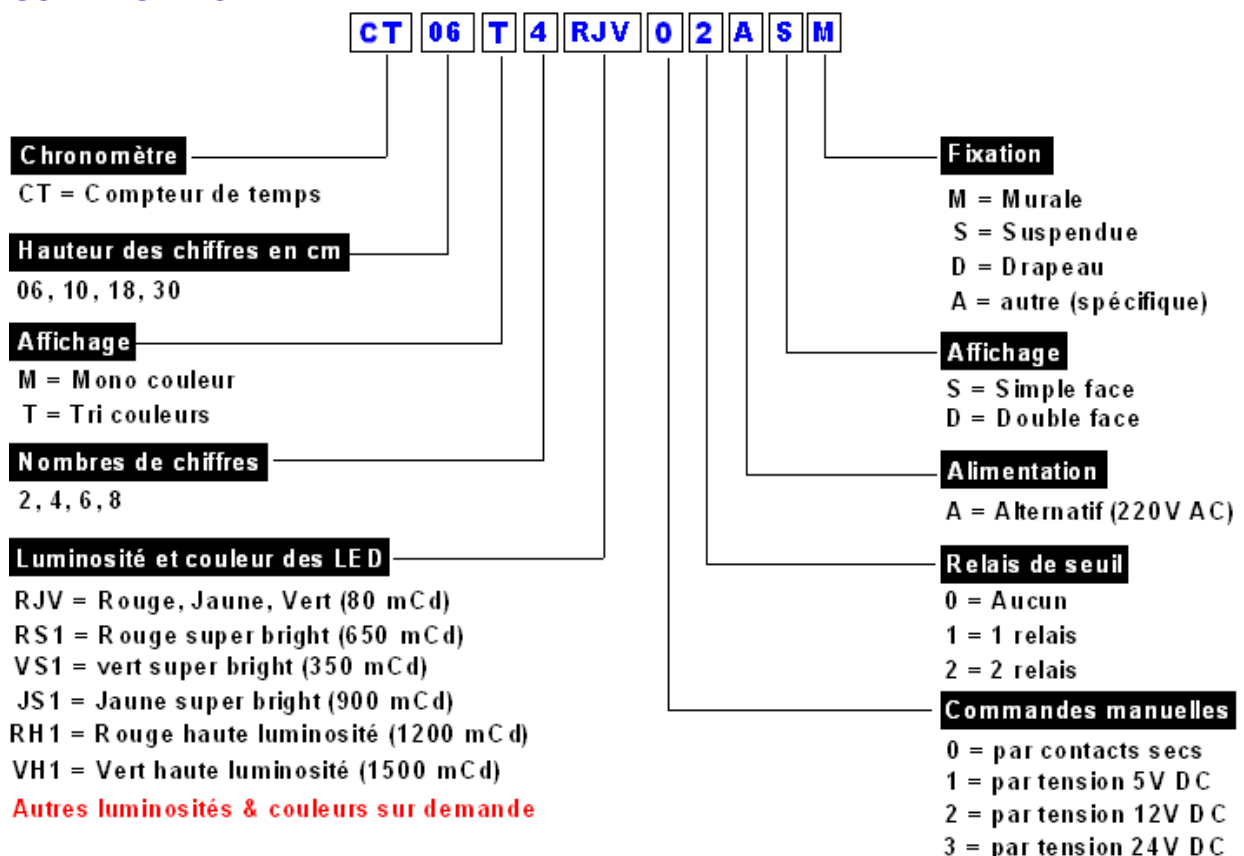 CT 06 T 4 RJV 0 2 A S M
Chronomètre
CT = Compteur de temps
Hauteur des chiffres en cm
06, 10, 18, 30
Affichage
M = Mono couleur
T = Tri couleurs
Nombres de chiffres
2, 4, 6, 8
Luminosité et couleur des LED
RJV = Rouge, Jaune, Vert (80 mCd)
RS1 = Rouge super bright (650 mCd)
VS1 = vert super bright (350 mCd)
JS1 = Jaune super bright (900 mCd)
RH1 = Rouge haute luminosité (1200 mCd)
VH1 = Vert haute luminosité (1500 mCd)
Autres luminosités & couleurs sur demande
Fixation
M = Murale
S = Suspendue
D = Drapeau
A = autre (spécifique)
Affichage
S = Simple face
D = Double face
Alimentation
A = Alternatif (220V AC)
Relais de seuil
0 = Aucun
1 = 1 relais
2 = 2 relais
Commandes manuelles
0 = par contacts secs
1 = par tension 5V DC
2 = par tension 12V DC
3 = par tension 24V DC